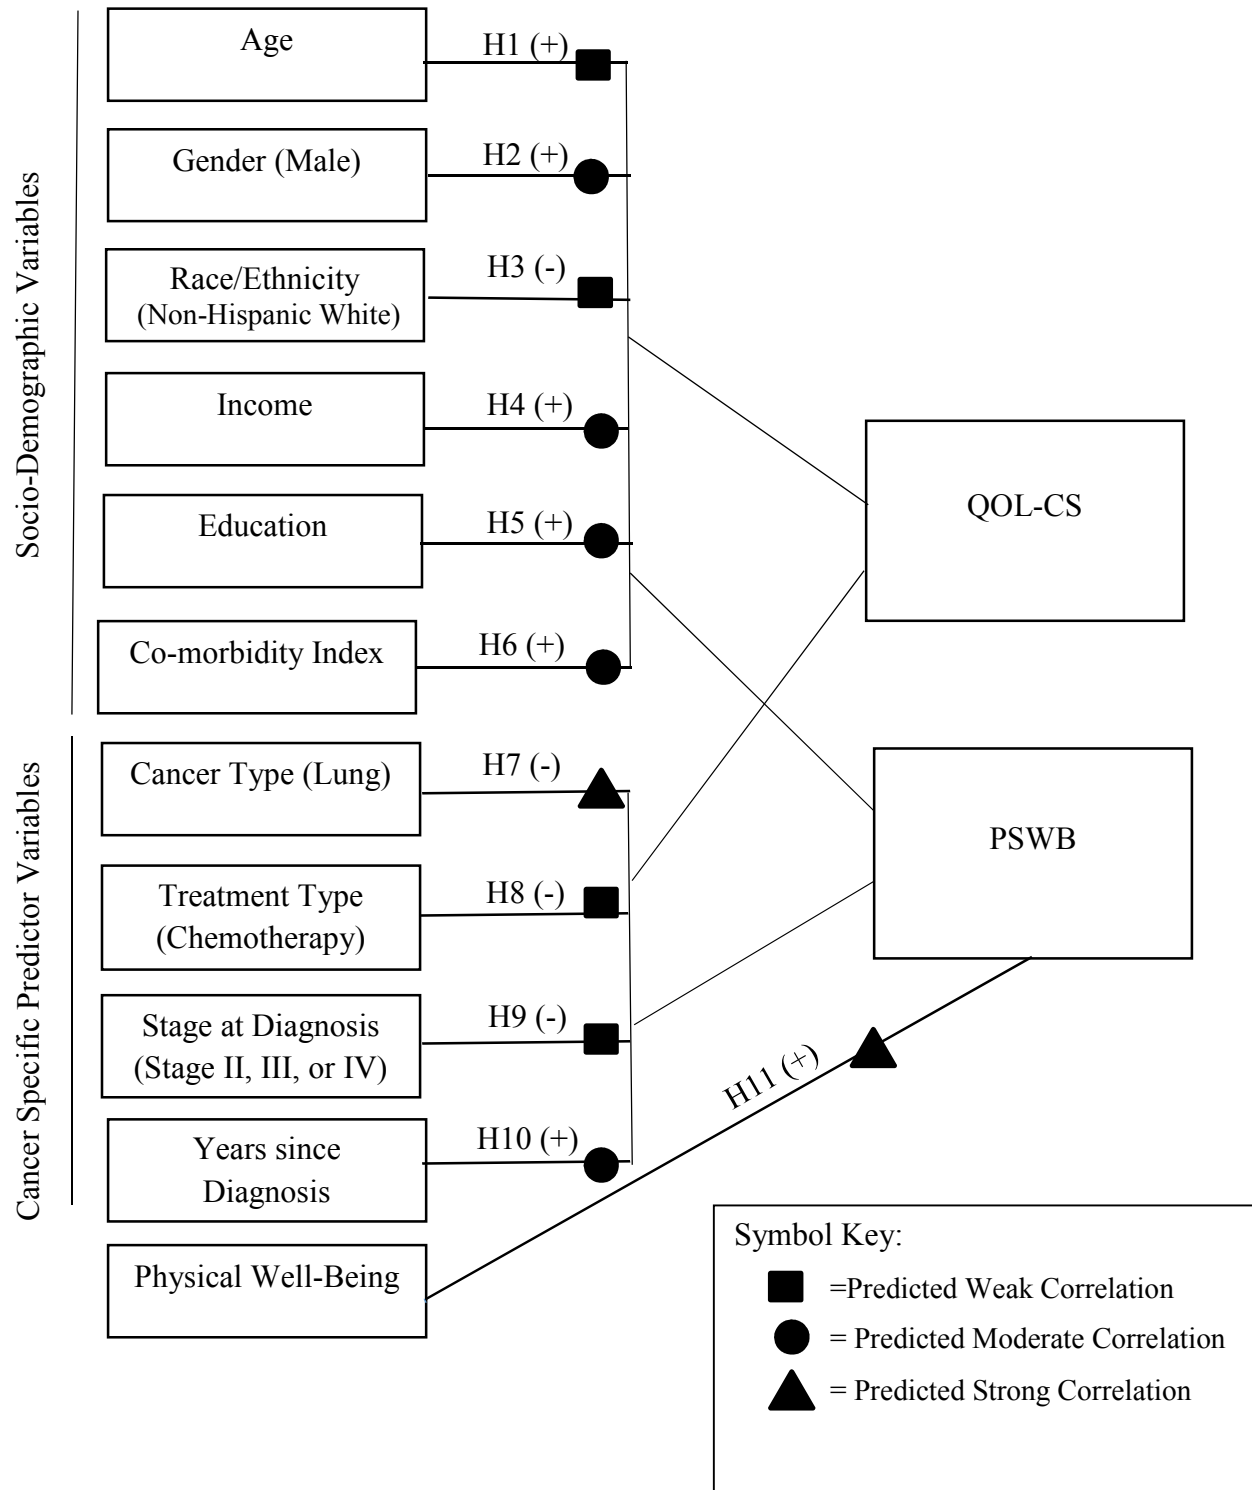 Socio-Demographic Variables
Age
H1 (+)
Gender (Male)
H2 (+)
Race/Ethnicity
(Non-Hispanic White)
H3 (-)
Income
H4 (+)
Education
H5 (+)
Co-morbidity Index
H6 (+)
Cancer Specific Predictor Variables
Cancer Type (Lung)
H7 (-)
Treatment Type
(Chemotherapy)
H8 (-)
Stage at Diagnosis
(Stage II, III, or IV)
H9 (-)
Years since
Diagnosis
H10 (+)
Physical Well-Being
H11 (+)
QOL-CS
PSWB
Symbol Key:
=Predicted Weak Correlation
= Predicted Moderate Correlation
= Predicted Strong Correlation